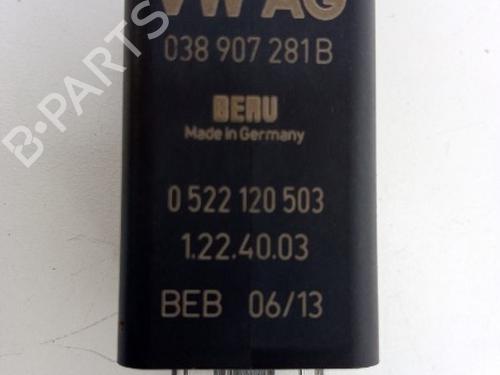 VW AG
038 907 281B
BERU
Made in Germany
0 522 120 503
1.22.40.03
BEB 06/13
B-PARTS